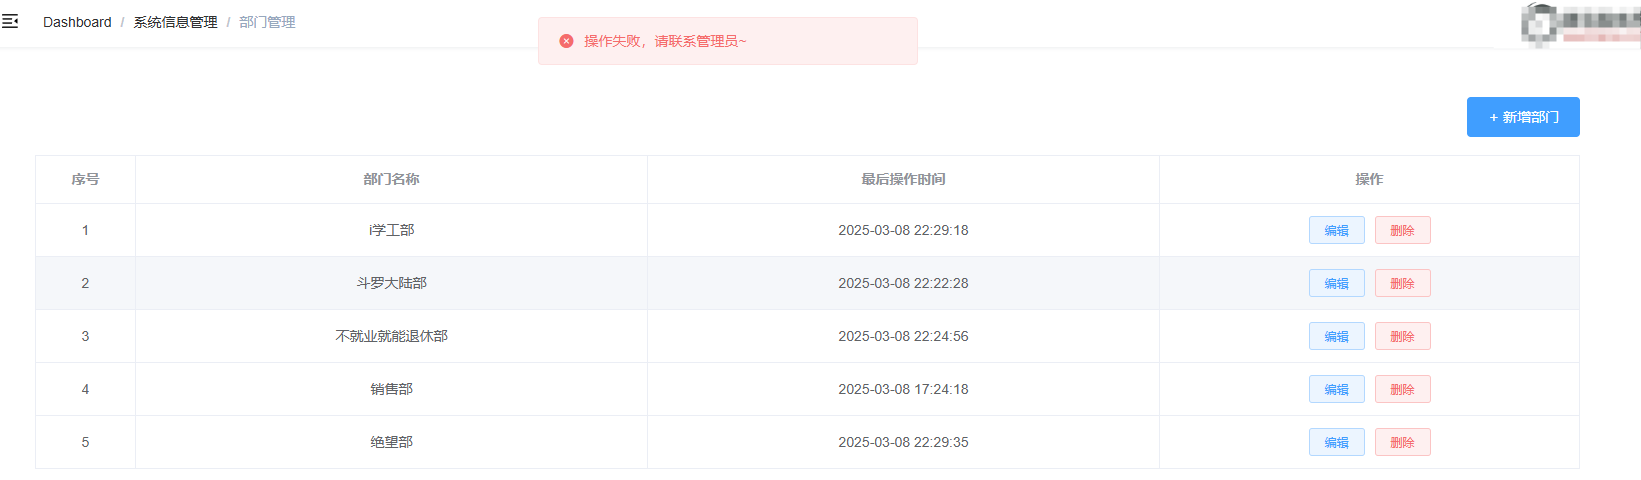 Dashboard / 系统信息管理 / 部门管理
操作失败，请联系管理员~
+ 新增部门
序号 部门名称 最后操作时间 操作
1 i学工部 2025-03-08 22:29:18 编辑 删除
2 斗罗大陆部 2025-03-08 22:22:28 编辑 删除
3 不就业就能退休部 2025-03-08 22:24:56 编辑 删除
4 销售部 2025-03-08 17:24:18 编辑 删除
5 绝望部 2025-03-08 22:29:35 编辑 删除